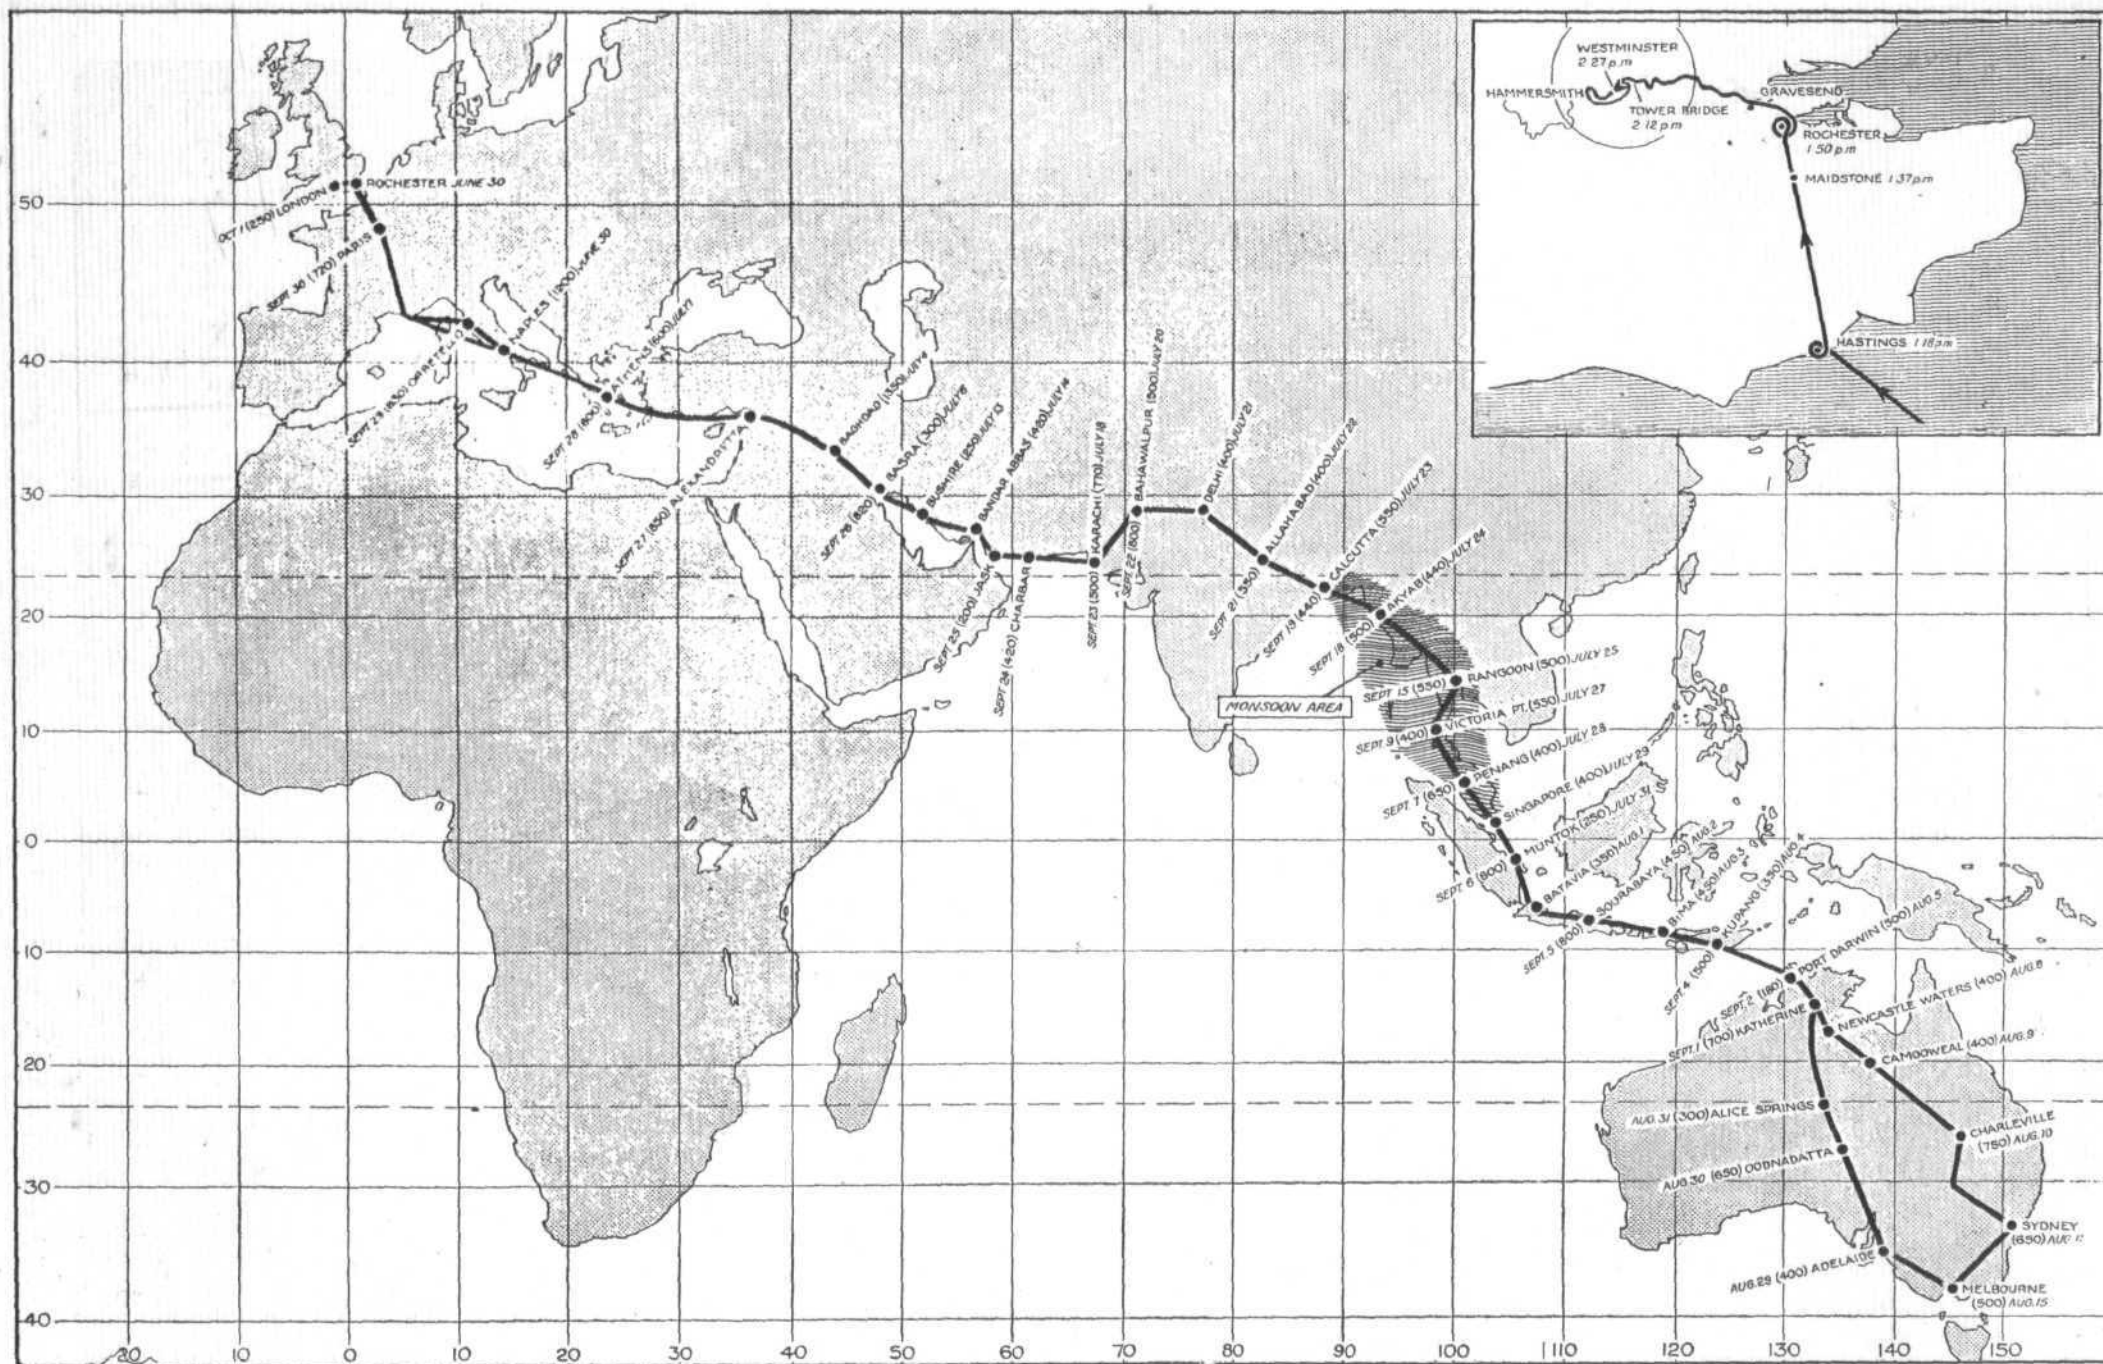 WESTMINSTER
2 27 p.m
HAMMERSMITH
TOWER BRIDGE
2 12 p.m
GRAVESEND
ROCHESTER
1 50 p.m
MAIDSTONE 1 37 p.m
HASTINGS 1 18 p.m
ROCHESTER JUNE 30
OCT 1 (250) LONDON
SEPT. 30 (720) PARIS
SEPT 29 (830) ORBETELLO
NAPLES (1200) JUNE 30
SEPT 28 (800) ATHENS (600) JULY 1
SEPT 27 (850) ALEXANDRETTA
BAGHDAD (1350) JULY 4
SEPT 26 (820) BASRA (300)
BUSHIRE (250) JULY 13
BANDAR ABBAS (420) JULY 14
SEPT 25 (200) JASK
SEPT 24 (420) CHARBAR
SEPT 23 (500) KARACHI (770) JULY 18
SEPT. 22 (800) BAHAWALPUR (500) JULY 20
DELHI (400) JULY 21
SEPT. 21 (350) ALLAHABAD (400) JULY 22
SEPT 19 (440) CALCUTTA (350) JULY 23
SEPT 18 (500) AKYAB (440) JULY 24
SEPT 15 (550) RANGOON (500) JULY 25
MONSOON AREA
SEPT. 9 (400) VICTORIA PT. (550) JULY 27
SEPT. 7 (650) PENANG (400) JULY 28
SINGAPORE (400) JULY 29
SEPT. 6 (800) MUNTOK (250) JULY 31
BATAVIA (350) AUG. 1
SEPT. 5 (800) SOURABAYA (450) AUG. 2
BIMA (450) AUG. 3
SEPT. 4 (500) KUPANG (350) AUG. 4
SEPT. 2 (180) PORT DARWIN (500) AUG. 5
SEPT. 1 (700) KATHERINE
NEWCASTLE WATERS (400) AUG. 8
CAMOOWEAL (400) AUG. 9
AUG. 31 (300) ALICE SPRINGS
CHARLEVILLE
(750) AUG. 10
AUG. 30 (650) OODNADATTA
SYDNEY
(650) AUG.
AUG. 29 (400) ADELAIDE
MELBOURNE
(500) AUG. 15
50
40
30
20
10
0
10
20
30
40
20 10 0 10 20 30 40 50 60 70 80 90 100 110 120 130 140 150